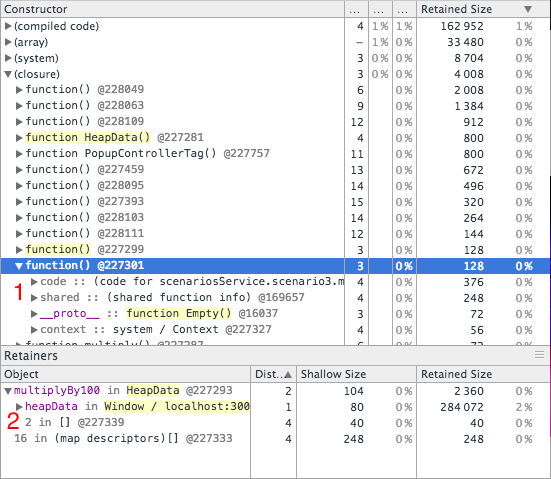 Constructor ... ... ... Retained Size ▼
▶(compiled code) 4 1% 1% 162 952 1%
▶(array) – 1% 0% 33 480 0%
▶(system) 3 0% 0% 8 704 0%
▼(closure) 3 0% 0% 4 008 0%
▶function() @228049 6 0% 2 008 0%
▶function() @228063 9 0% 1 384 0%
▶function() @228109 12 0% 912 0%
▶function HeapData() @227281 4 0% 800 0%
▶function PopupControllerTag() @227757 11 0% 800 0%
▶function() @227459 13 0% 672 0%
▶function() @228095 14 0% 496 0%
▶function() @227393 15 0% 320 0%
▶function() @228103 14 0% 264 0%
▶function() @228111 12 0% 144 0%
▶function() @227299 3 0% 128 0%
▼function() @227301 3 0% 128 0%
1
▶code :: (code for scenariosService.scenario3.m 4 0% 376 0%
▶shared :: (shared function info) @169657 4 0% 248 0%
▶__proto__ :: function Empty() @16037 3 0% 72 0%
▶context :: system / Context @227327 4 0% 56 0%
▶function multiply() @227287 3 0% 72 0%
Retainers
Object Dist...▲ Shallow Size Retained Size
▼multiplyBy100 in HeapData @227293 2 104 0% 2 360 0%
▶heapData in Window / localhost:300 1 80 0% 284 072 2%
2
2 in [] @227339 4 40 0% 40 0%
16 in (map descriptors)[] @227333 4 248 0% 248 0%